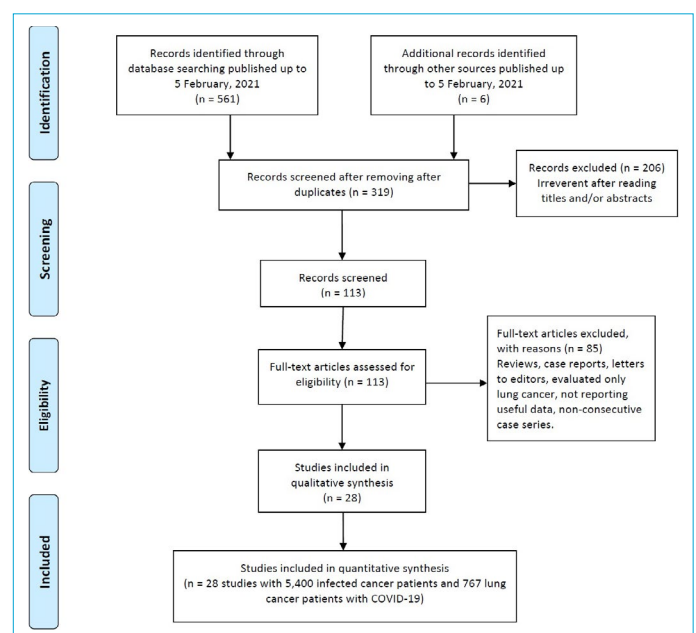 Identification
Records identified through
database searching published up to
5 February, 2021
(n = 561)
Additional records identified
through other sources published up
to 5 February, 2021
(n = 6)
Records screened after removing after
duplicates (n = 319)
Records excluded (n = 206)
Irreverent after reading
titles and/or abstracts
Screening
Records screened
(n = 113)
Eligibility
Full-text articles assessed for
eligibility (n = 113)
Full-text articles excluded,
with reasons (n = 85)
Reviews, case reports, letters
to editors, evaluated only
lung cancer, not reporting
useful data, non-consecutive
case series.
Studies included in
qualitative synthesis
(n = 28)
Included
Studies included in quantitative synthesis
(n = 28 studies with 5,400 infected cancer patients and 767 lung
cancer patients with COVID-19)